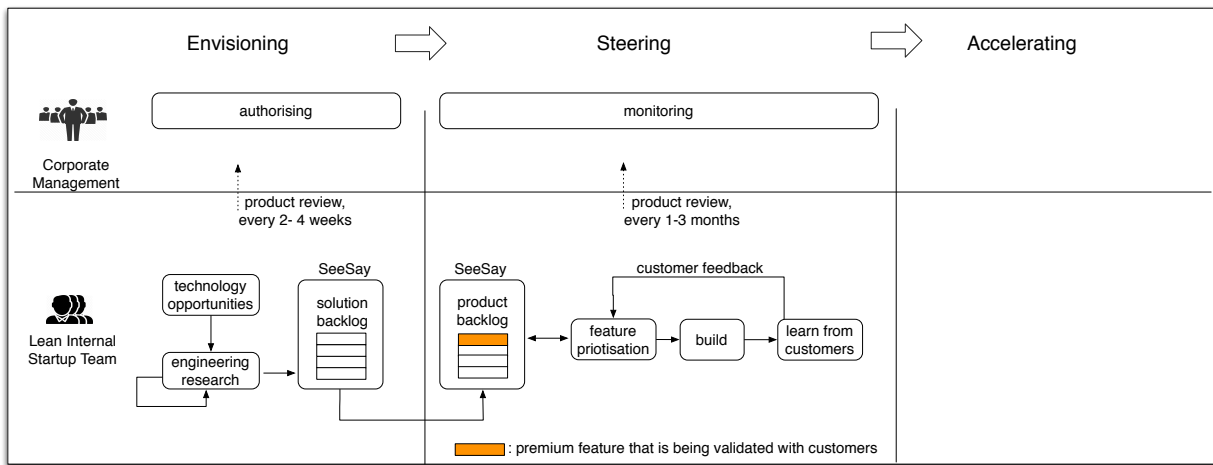 Envisioning
Steering
Accelerating
authorising
monitoring
Corporate
Management
product review,
every 2- 4 weeks
product review,
every 1-3 months
SeeSay
SeeSay
customer feedback
technology
opportunities
solution
backlog
product
backlog
feature
priotisation
build
learn from
customers
Lean Internal
Startup Team
engineering
research
: premium feature that is being validated with customers